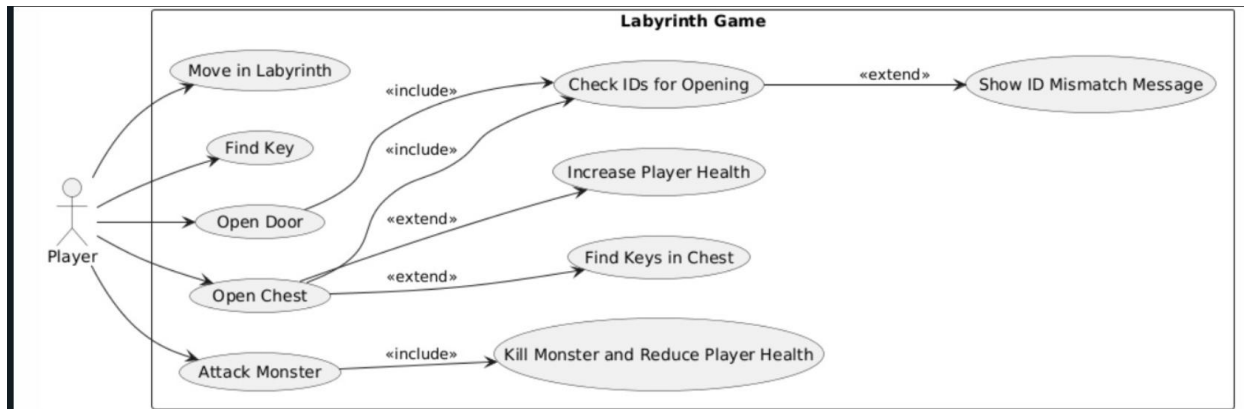 Labyrinth Game
Move in Labyrinth
«include»
Check IDs for Opening
«extend»
Show ID Mismatch Message
Find Key
«include»
Increase Player Health
Open Door
«extend»
Player
Find Keys in Chest
«extend»
Open Chest
«include»
Kill Monster and Reduce Player Health
Attack Monster